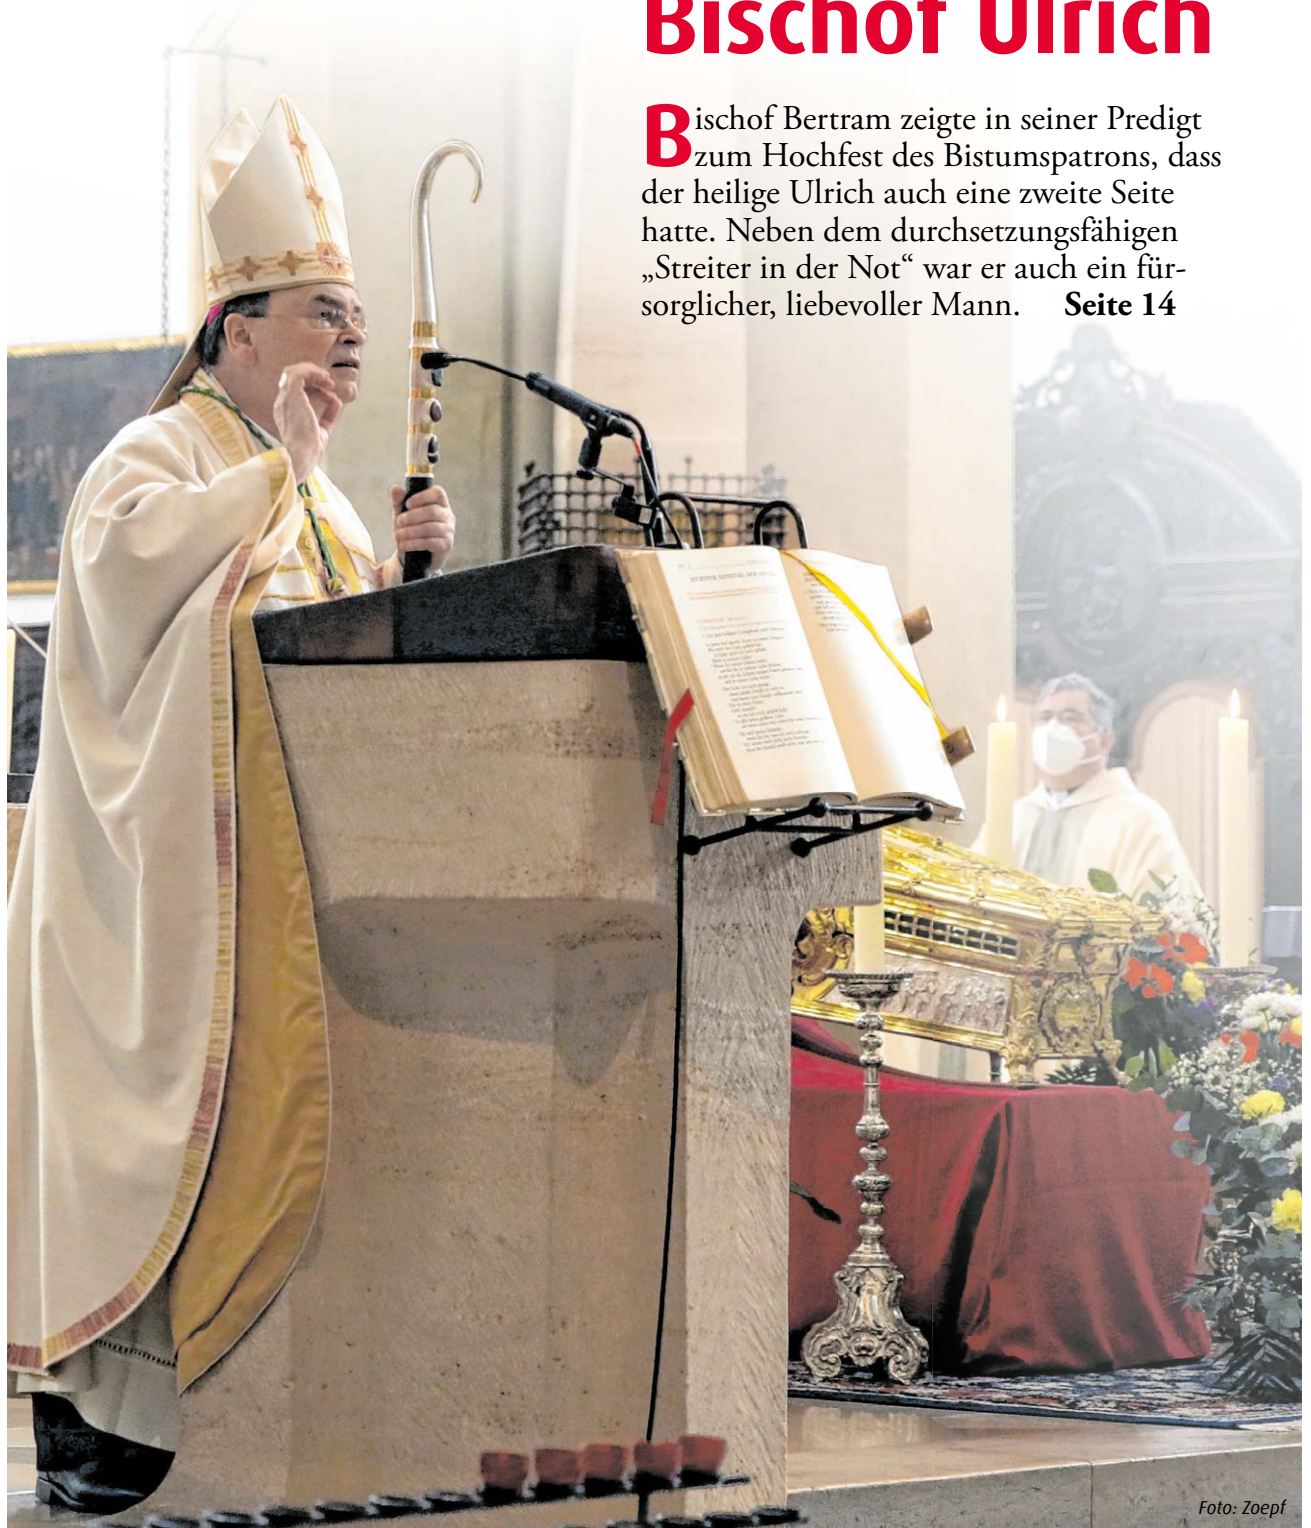 Bischof Ulrich
Bischof Bertram zeigte in seiner Predigt
zum Hochfest des Bistumspatrons, dass
der heilige Ulrich auch eine zweite Seite
hatte. Neben dem durchsetzungsfähigen
„Streiter in der Not“ war er auch ein für-
sorglicher, liebevoller Mann. Seite 14
Foto: Zoepf